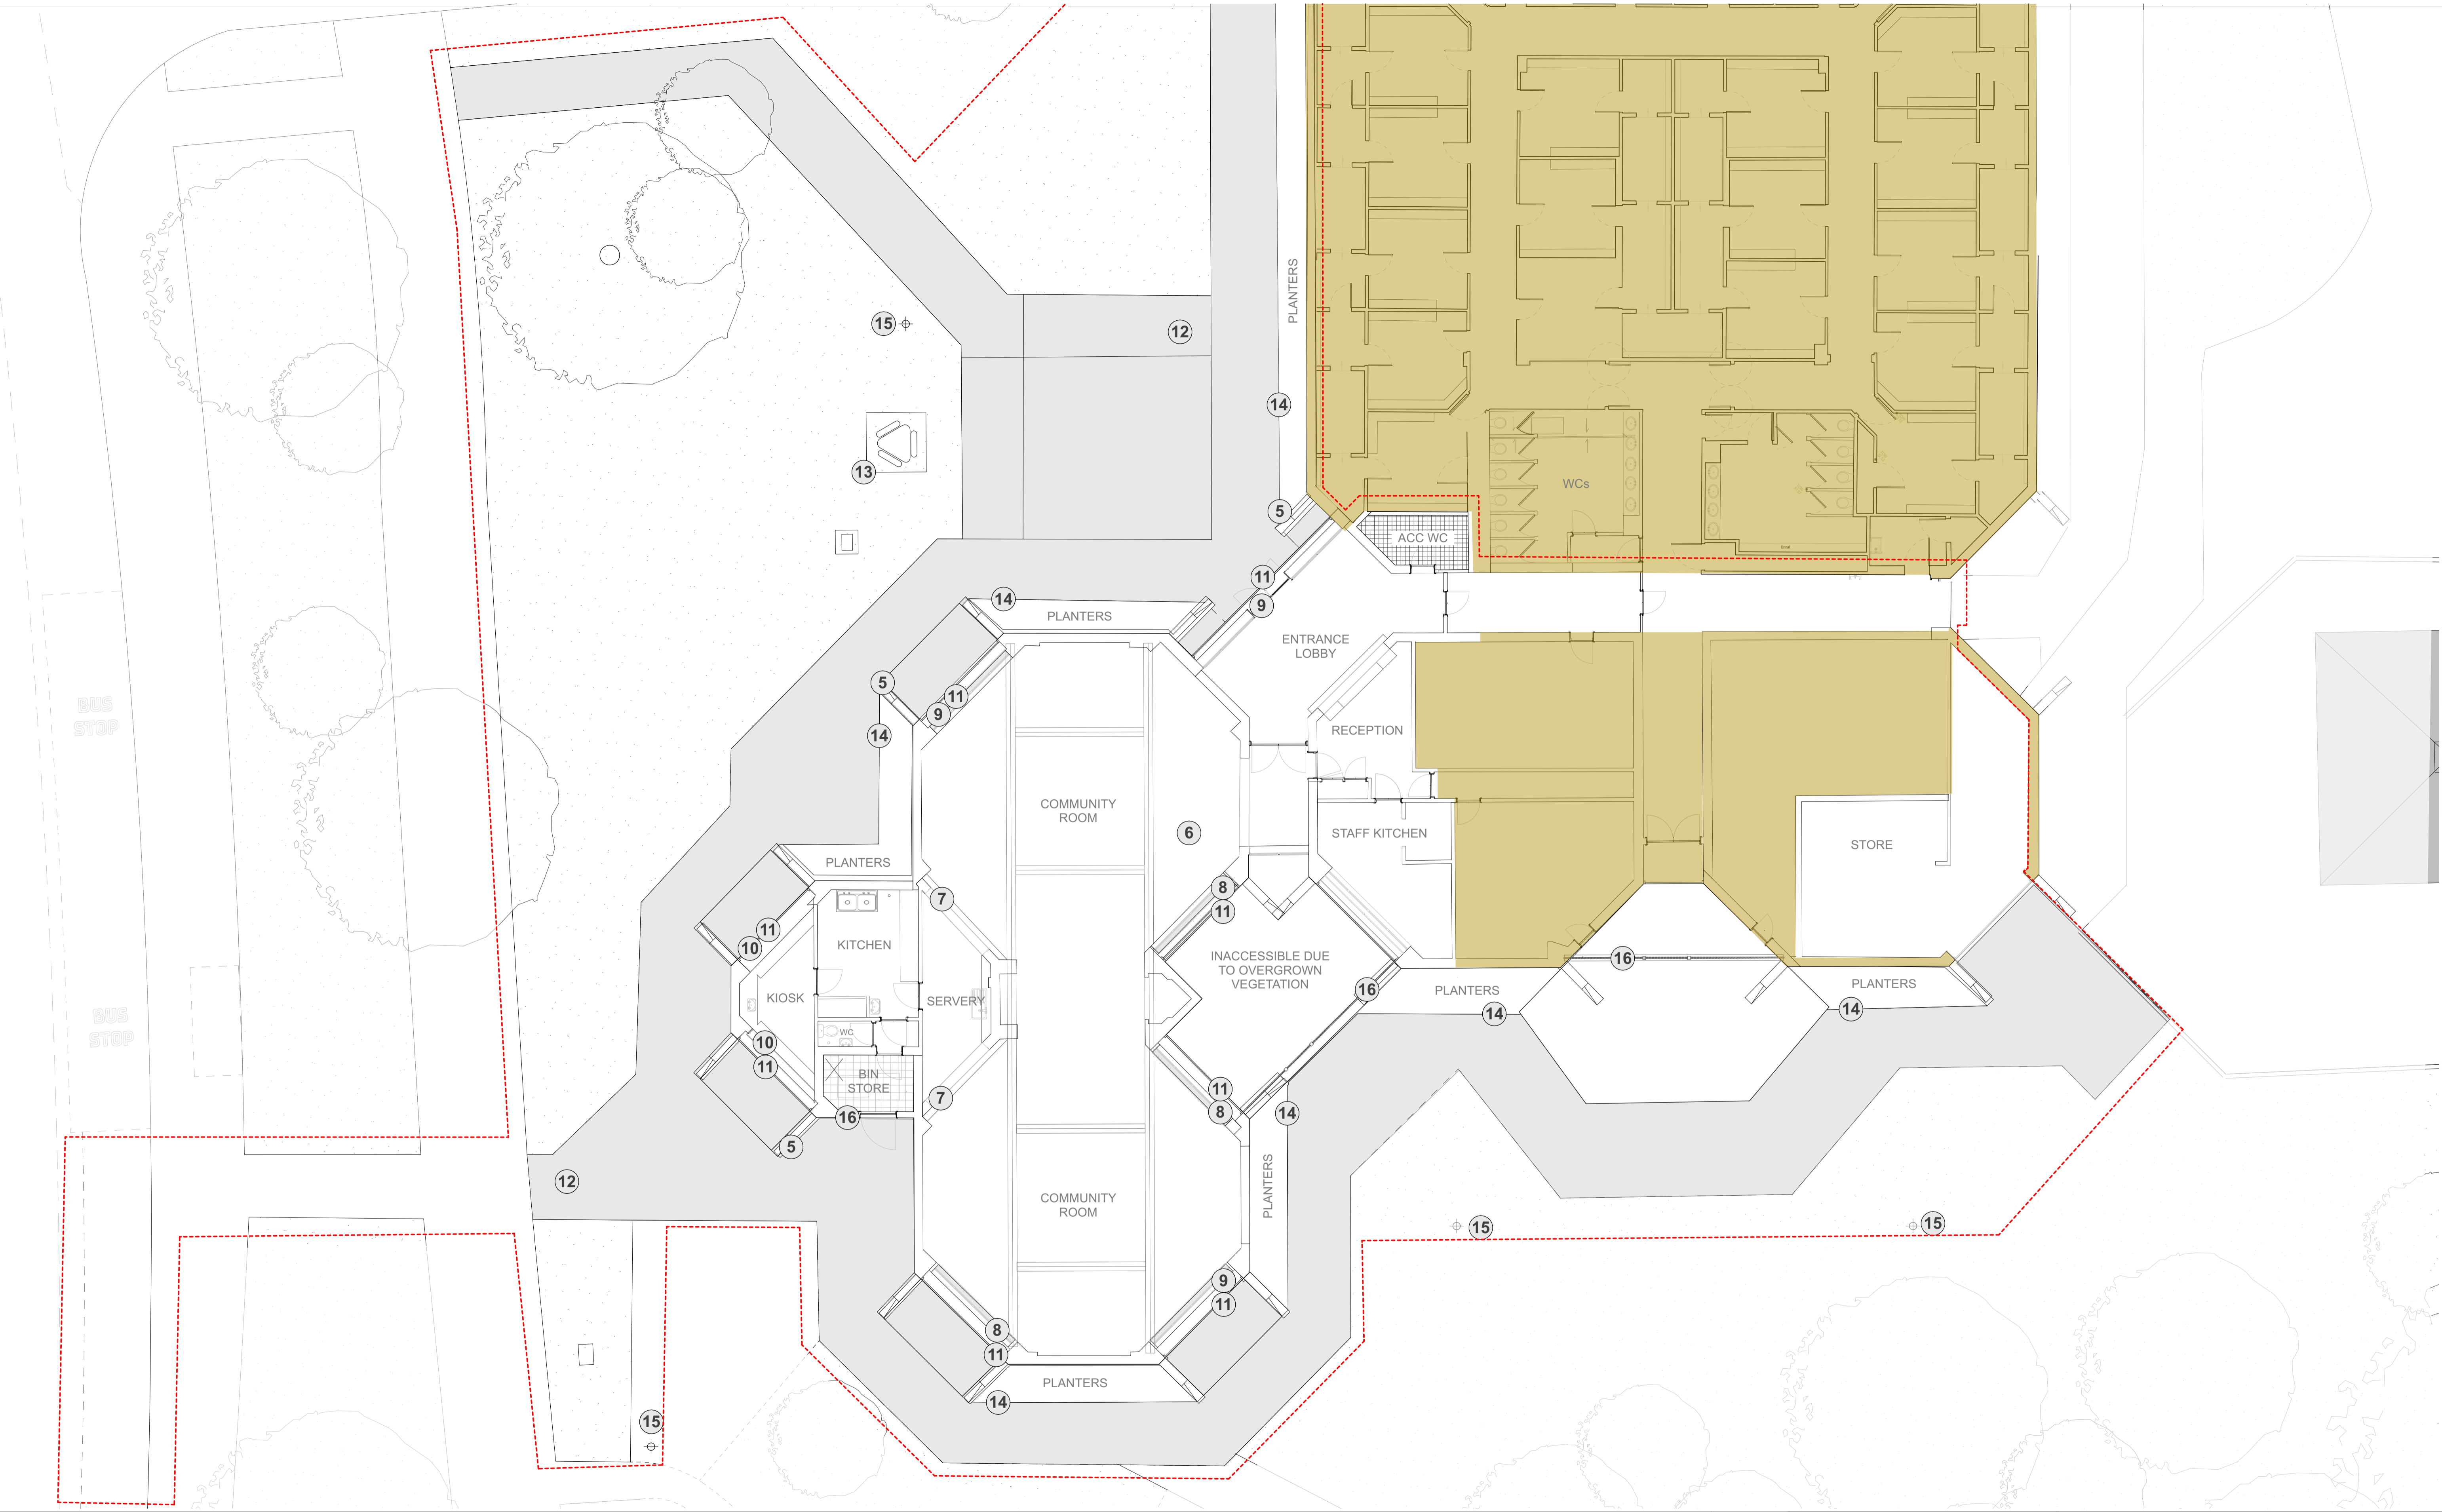 15
12
PLANTERS
14
13
WCs
5
ACC WC
11
9
14
PLANTERS
ENTRANCE
LOBBY
5
11
9
14
RECEPTION
BUS
STOP
COMMUNITY
ROOM
6
STAFF KITCHEN
STORE
PLANTERS
8
11
7
11
10
KITCHEN
INACCESSIBLE DUE
TO OVERGROWN
VEGETATION
16
16
PLANTERS
PLANTERS
14
14
KIOSK
SERVERY
BUS
STOP
WC
10
11
BIN
STORE
7
16
5
11
8
14
12
COMMUNITY
ROOM
PLANTERS
15
15
9
11
8
11
PLANTERS
14
15